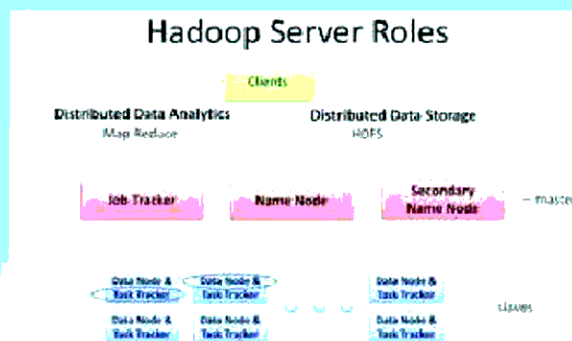 Hadoop Server Roles
Clients
Distributed Data Analytics
Map Reduce
Distributed Data Storage
HDFS
Job Tracker
Name Node
Secondary
Name Node
masters
Data Node &
Task Tracker
Data Node &
Task Tracker
Data Node &
Task Tracker
slaves
Data Node &
Task Tracker
Data Node &
Task Tracker
Data Node &
Task Tracker